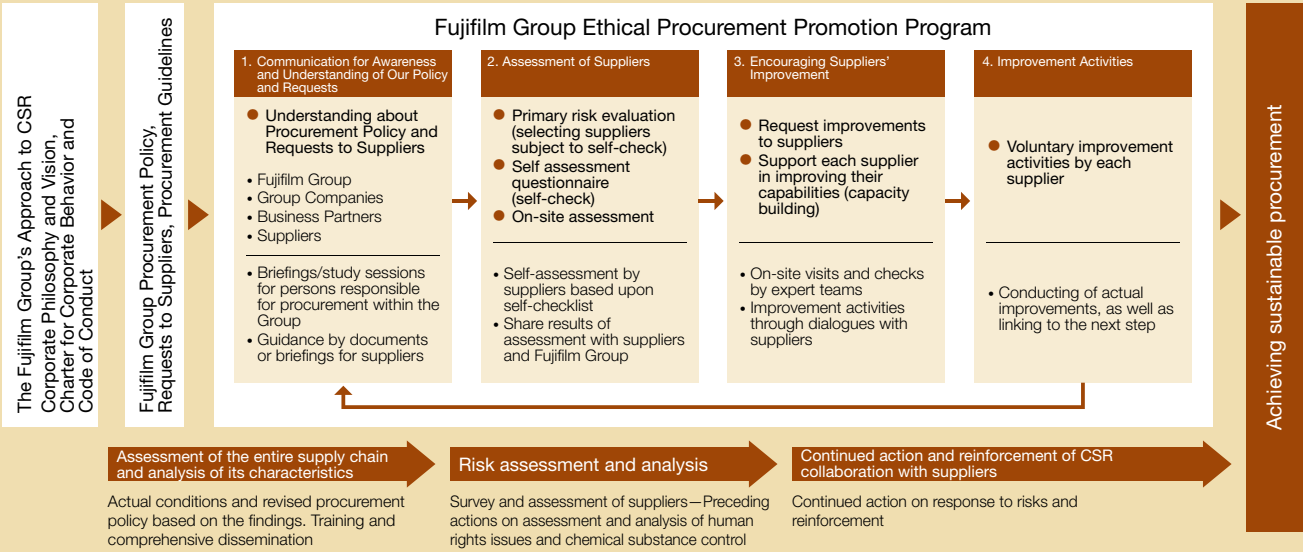 The Fujifilm Group's Approach to CSR
Corporate Philosophy and Vision,
Charter for Corporate Behavior and
Code of Conduct
Fujifilm Group Procurement Policy,
Requests to Suppliers, Procurement Guidelines
Fujifilm Group Ethical Procurement Promotion Program
1. Communication for Awareness
and Understanding of Our Policy
and Requests
● Understanding about
Procurement Policy and
Requests to Suppliers
• Fujifilm Group
• Group Companies
• Business Partners
• Suppliers
• Briefings/study sessions
for persons responsible
for procurement within the
Group
• Guidance by documents
or briefings for suppliers
2. Assessment of Suppliers
● Primary risk evaluation
(selecting suppliers
subject to self-check)
● Self assessment
questionnaire
(self-check)
● On-site assessment
• Self-assessment by
suppliers based upon
self-checklist
• Share results of
assessment with suppliers
and Fujifilm Group
3. Encouraging Suppliers'
Improvement
● Request improvements
to suppliers
● Support each supplier
in improving their
capabilities (capacity
building)
• On-site visits and checks
by expert teams
• Improvement activities
through dialogues with
suppliers
4. Improvement Activities
● Voluntary improvement
activities by each
supplier
• Conducting of actual
improvements, as well as
linking to the next step
Achieving sustainable procurement
Assessment of the entire supply chain
and analysis of its characteristics
Actual conditions and revised procurement
policy based on the findings. Training and
comprehensive dissemination
Risk assessment and analysis
Survey and assessment of suppliers—Preceding
actions on assessment and analysis of human
rights issues and chemical substance control
Continued action and reinforcement of CSR
collaboration with suppliers
Continued action on response to risks and
reinforcement